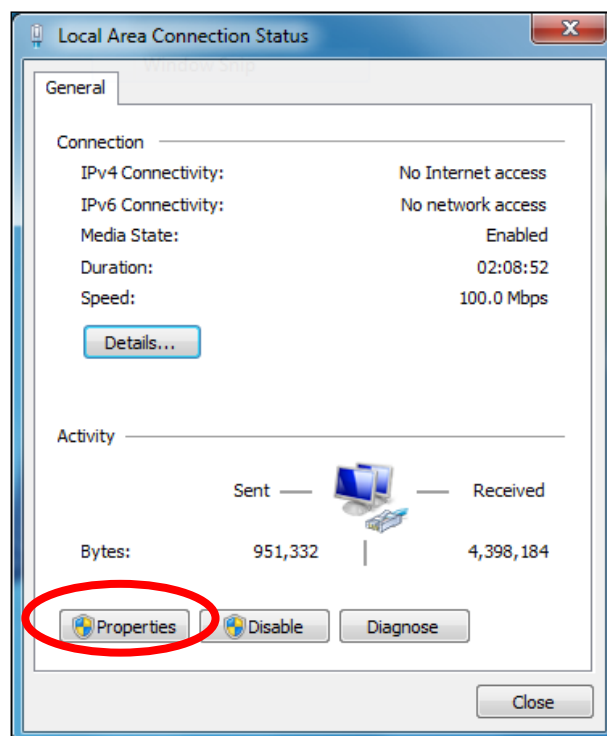 Local Area Connection Status
Window Snip
General
Connection
IPv4 Connectivity: No Internet access
IPv6 Connectivity: No network access
Media State: Enabled
Duration: 02:08:52
Speed: 100.0 Mbps
Details...
Activity
Sent Received
Bytes: 951,332 4,398,184
Properties Disable Diagnose
Close